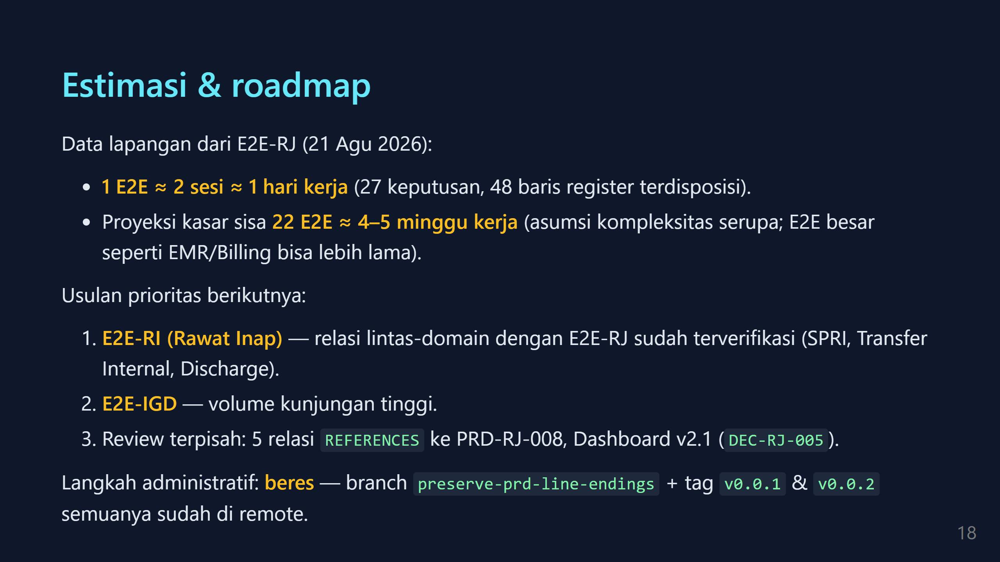 Estimasi & roadmap
Data lapangan dari E2E-RJ (21 Agu 2026):
• 1 E2E ≈ 2 sesi ≈ 1 hari kerja (27 keputusan, 48 baris register terdisposisi).
• Proyeksi kasar sisa 22 E2E ≈ 4–5 minggu kerja (asumsi kompleksitas serupa; E2E besar
seperti EMR/Billing bisa lebih lama).
Usulan prioritas berikutnya:
1. E2E-RI (Rawat Inap) — relasi lintas-domain dengan E2E-RJ sudah terverifikasi (SPRI, Transfer
Internal, Discharge).
2. E2E-IGD — volume kunjungan tinggi.
3. Review terpisah: 5 relasi REFERENCES ke PRD-RJ-008, Dashboard v2.1 (DEC-RJ-005).
Langkah administratif: beres — branch preserve-prd-line-endings + tag v0.0.1 & v0.0.2
semuanya sudah di remote.
18